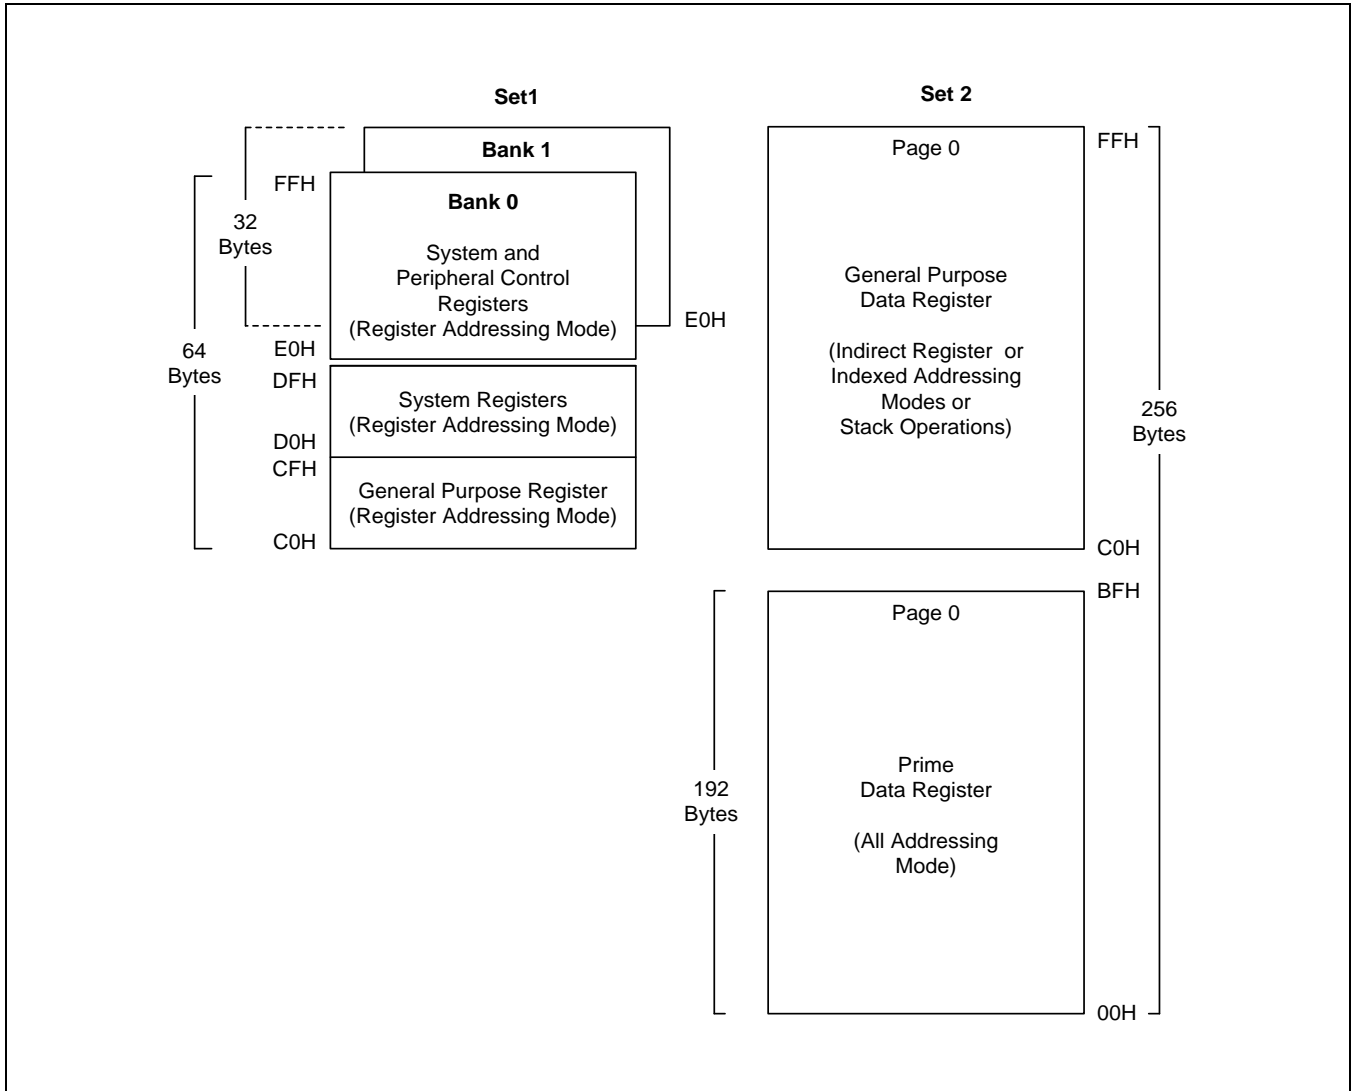 Set1
Bank 1
FFH
Bank 0
32
Bytes
System and
Peripheral Control
Registers
(Register Addressing Mode)
E0H
64
Bytes
E0H
DFH
System Registers
(Register Addressing Mode)
D0H
CFH
General Purpose Register
(Register Addressing Mode)
C0H
Set 2
Page 0
FFH
General Purpose
Data Register
(Indirect Register or
Indexed Addressing
Modes or
Stack Operations)
256
Bytes
C0H
BFH
Page 0
192
Bytes
Prime
Data Register
(All Addressing
Mode)
00H